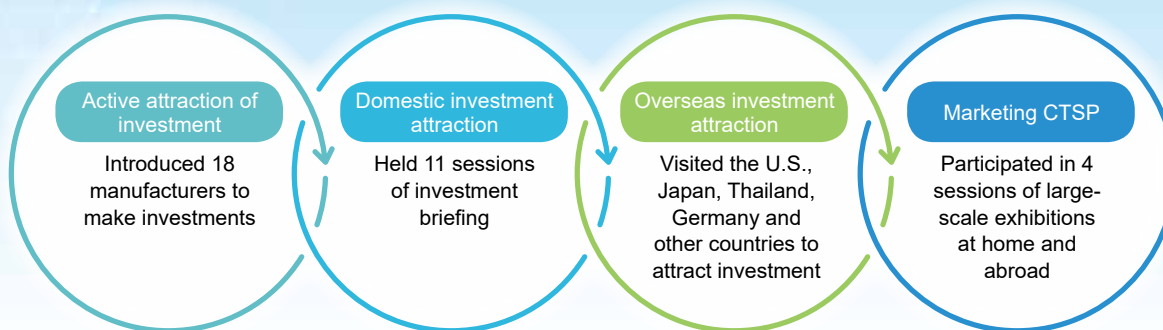 Active attraction of
investment
Introduced 18
manufacturers to
make investments
Domestic investment
attraction
Held 11 sessions
of investment
briefing
Overseas investment
attraction
Visited the U.S.,
Japan, Thailand,
Germany and
other countries to
attract investment
Marketing CTSP
Participated in 4
sessions of large-
scale exhibitions
at home and
abroad